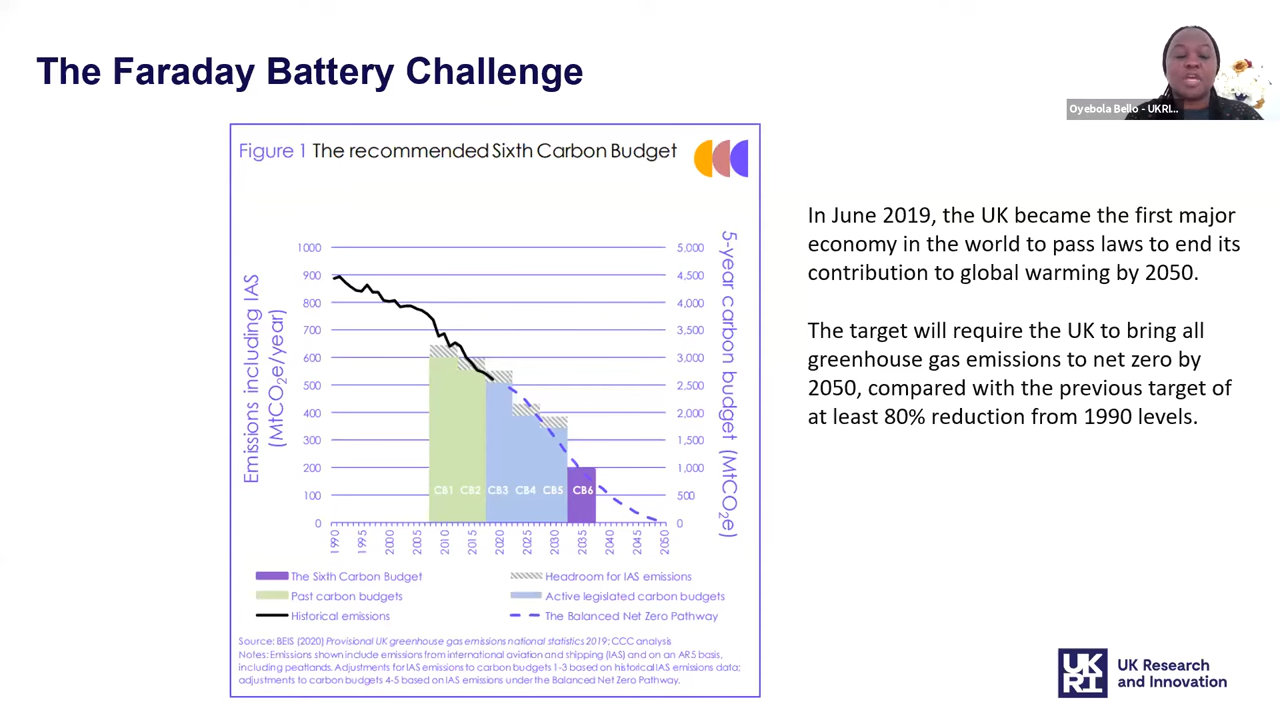 The Faraday Battery Challenge
Oyebola Bello - UKRI...
Figure 1 The recommended Sixth Carbon Budget
Emissions including IAS
(MtCO₂e/year)
1000
900
800
700
600
500
400
300
200
100
0
5,000
4,500
4,000
3,500
3,000
2,500
2,000
1,500
1,000
500
0
5-year carbon budget (MtCO₂e)
CB1 CB2 CB3 CB4 CB5 CB6
1990 1995 2000 2005 2010 2015 2020 2025 2030 2035 2040 2045 2050
The Sixth Carbon Budget
Headroom for IAS emissions
Past carbon budgets
Active legislated carbon budgets
Historical emissions
The Balanced Net Zero Pathway
Source: BEIS (2020) Provisional UK greenhouse gas emissions national statistics 2019; CCC analysis
Notes: Emissions shown include emissions from international aviation and shipping (IAS) and on an AR5 basis,
including peatlands. Adjustments for IAS emissions to carbon budgets 1-3 based on historical IAS emissions data;
adjustments to carbon budgets 4-5 based on IAS emissions under the Balanced Net Zero Pathway.
In June 2019, the UK became the first major
economy in the world to pass laws to end its
contribution to global warming by 2050.
The target will require the UK to bring all
greenhouse gas emissions to net zero by
2050, compared with the previous target of
at least 80% reduction from 1990 levels.
UK
RI
UK Research
and Innovation